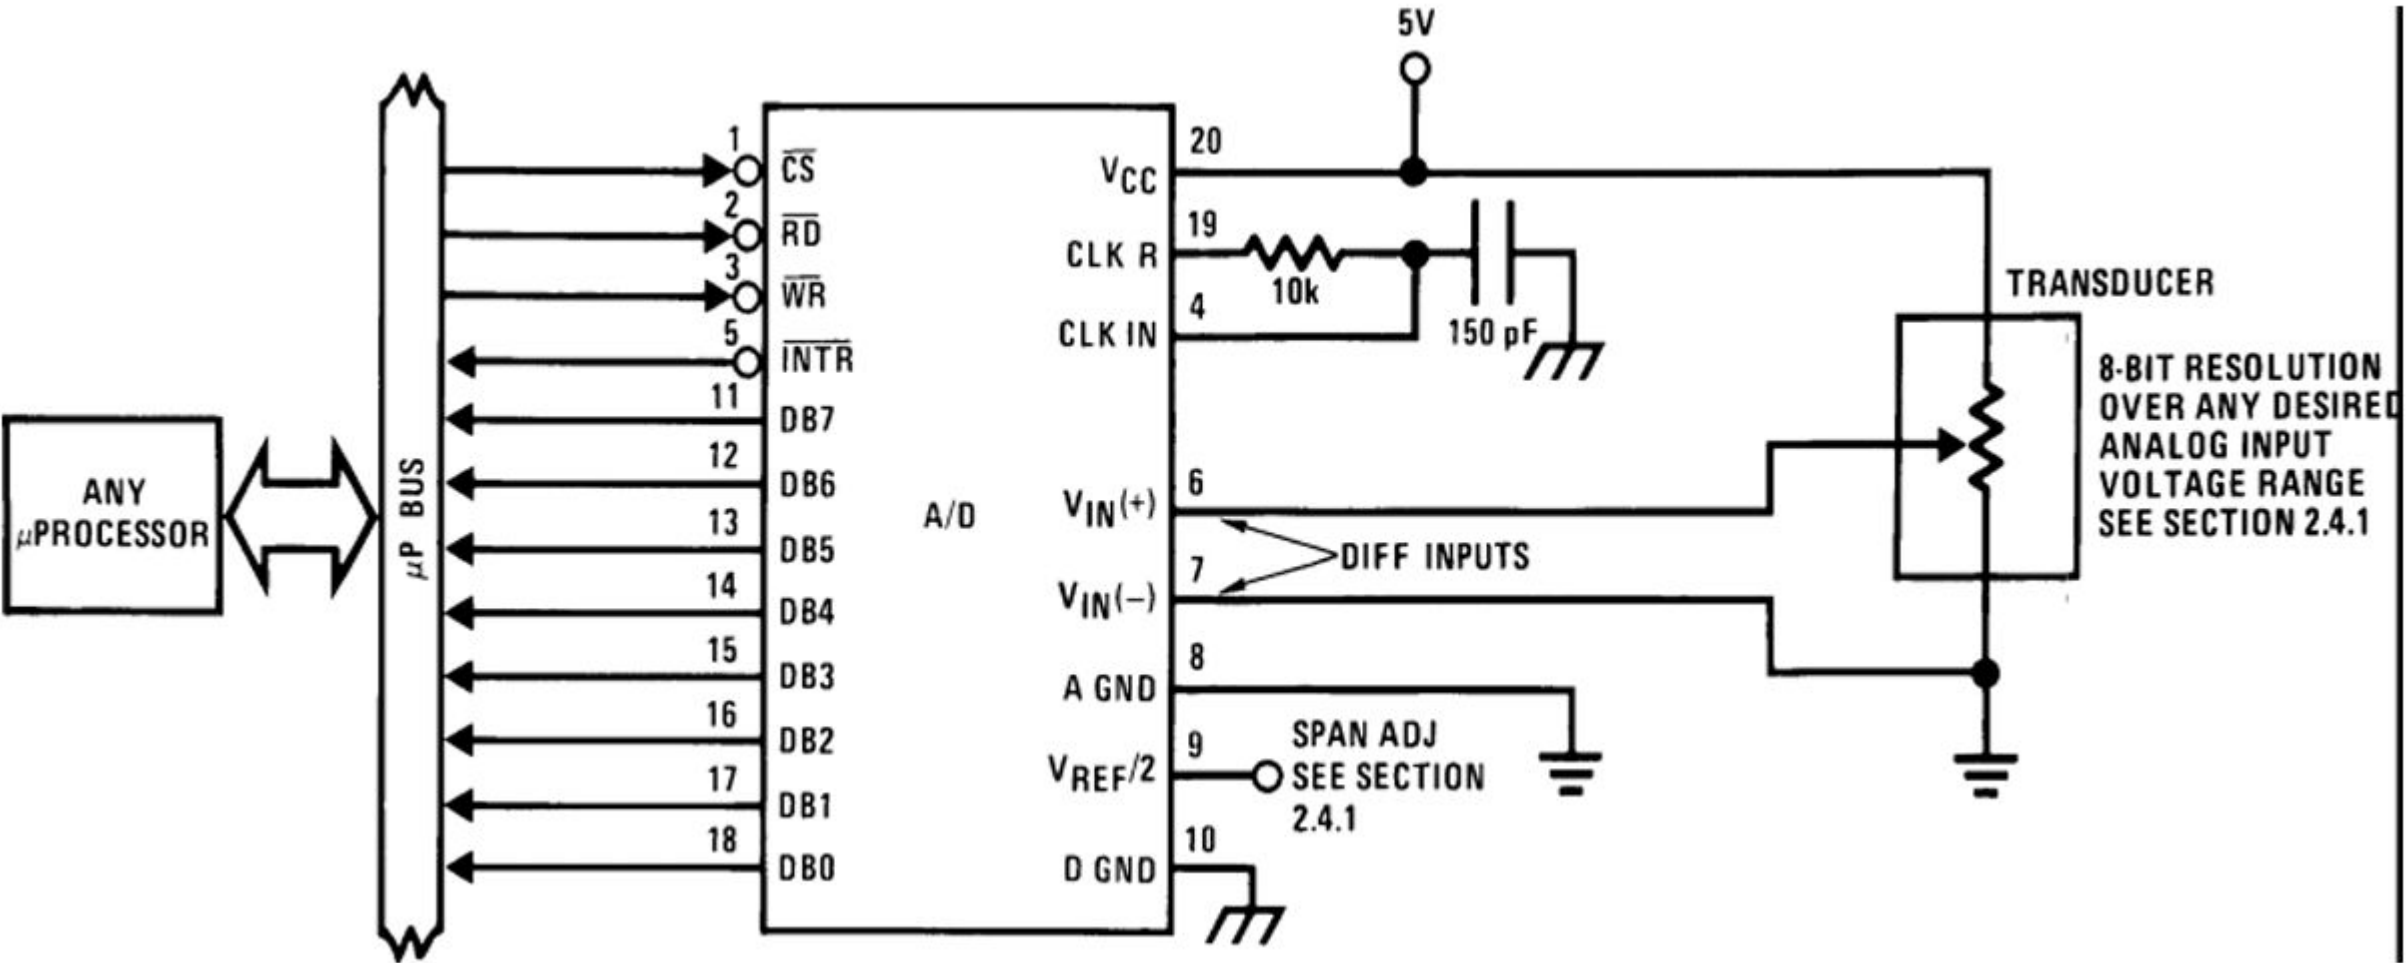 5V
1
CS
2
RD
3
WR
5
INTR
11
DB7
12
DB6
13
DB5
14
DB4
15
DB3
16
DB2
17
DB1
18
DB0
ANY
µPROCESSOR
µP BUS
A/D
20
VCC
19
CLK R
10k
4
CLK IN
150 pF
6
VIN(+)
DIFF INPUTS
7
VIN(−)
8
A GND
9
VREF/2
SPAN ADJ
SEE SECTION
2.4.1
10
D GND
TRANSDUCER
8-BIT RESOLUTION
OVER ANY DESIRED
ANALOG INPUT
VOLTAGE RANGE
SEE SECTION 2.4.1